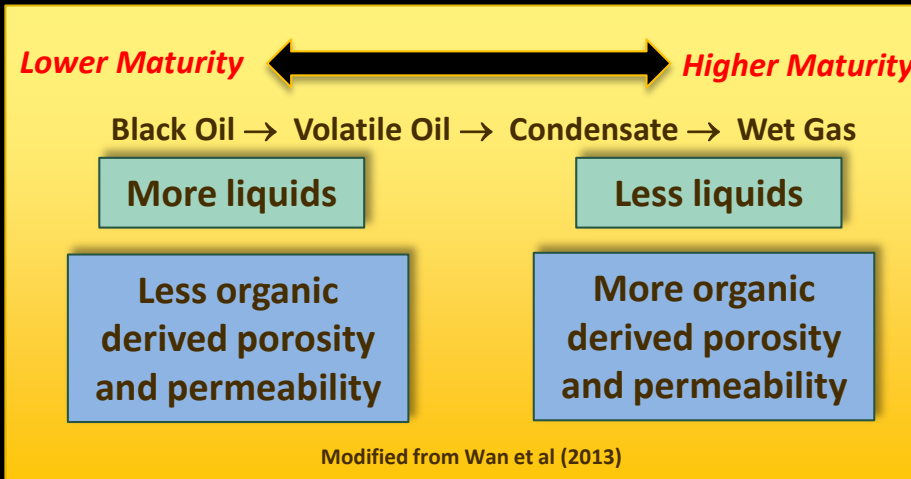 Lower Maturity
Higher Maturity
Black Oil → Volatile Oil → Condensate → Wet Gas
More liquids
Less liquids
Less organic
derived porosity
and permeability
More organic
derived porosity
and permeability
Modified from Wan et al (2013)